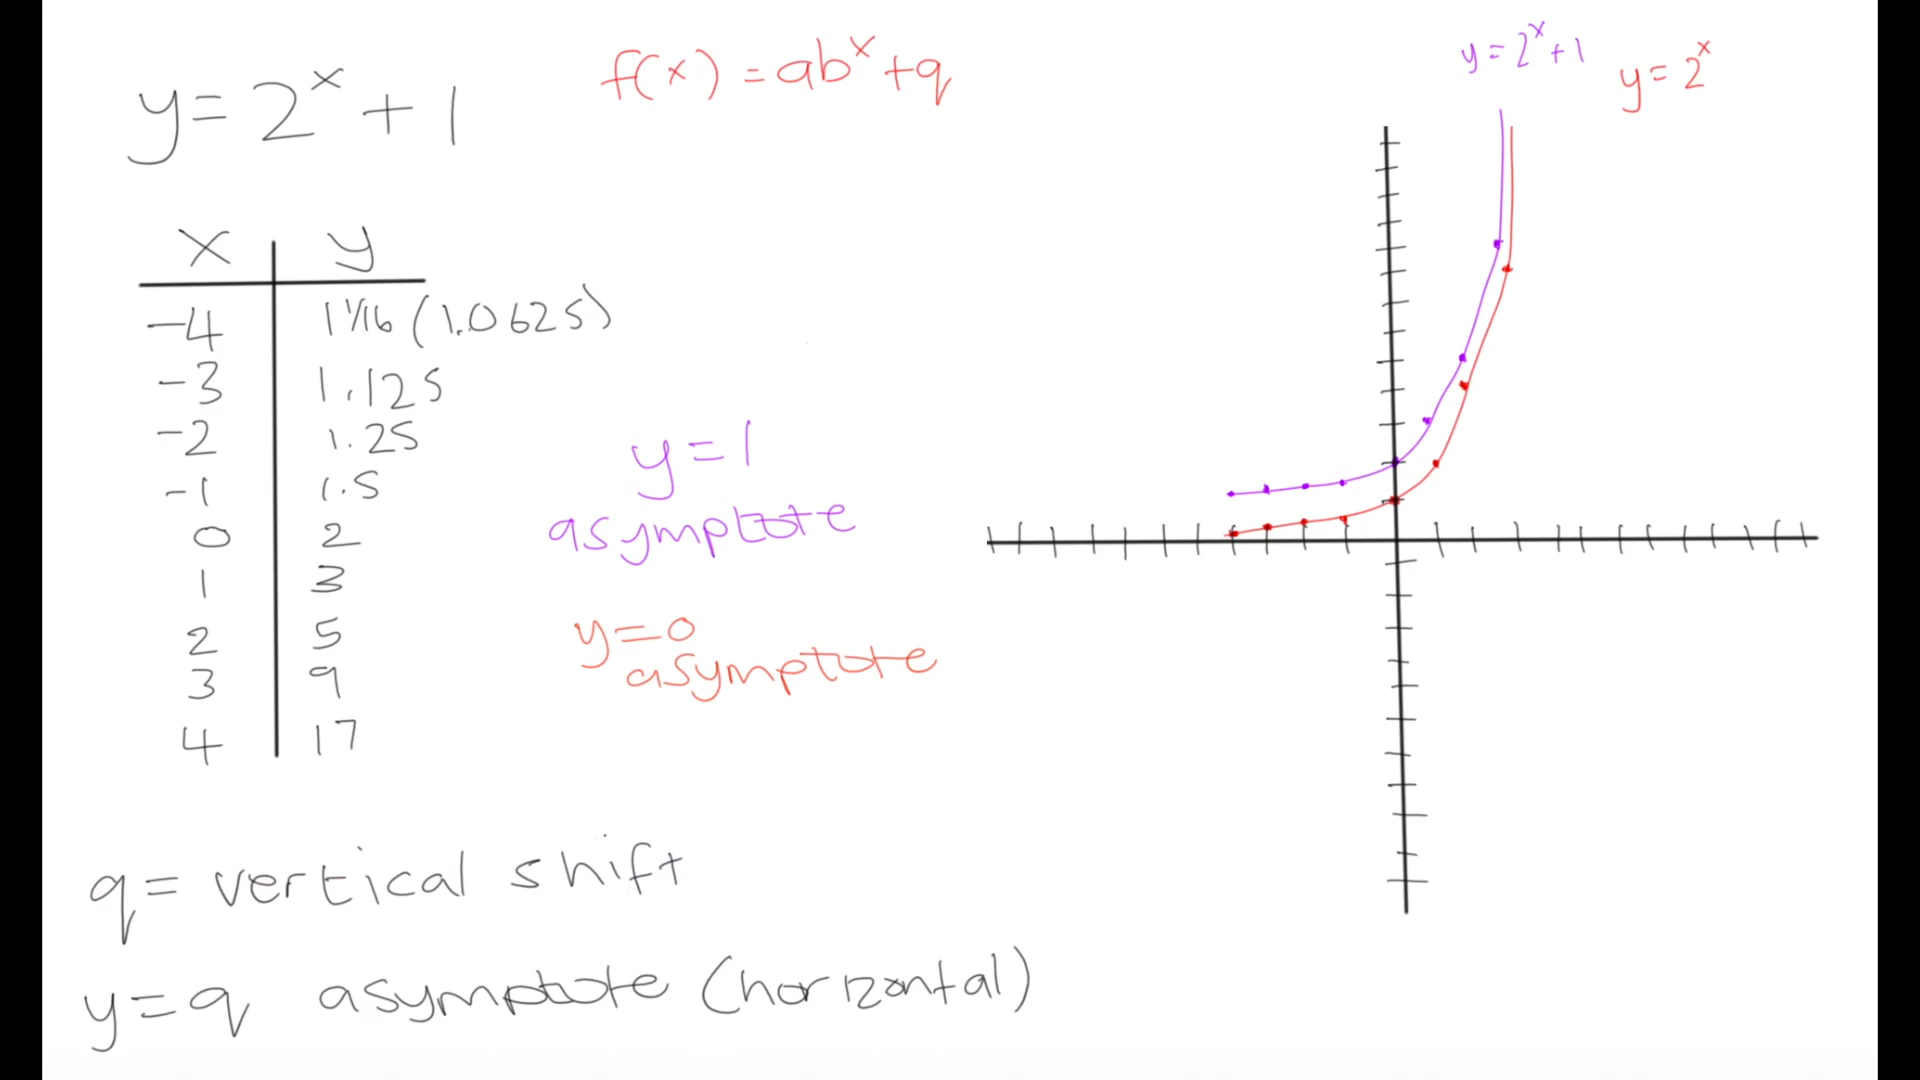 y = 2^x + 1
f(x) = ab^x + q
y = 2^x + 1
y = 2^x
x y
-4 1 1/16 (1.0625)
-3 1.125
-2 1.25
-1 1.5
0 2
1 3
2 5
3 9
4 17
y = 1
asymptote
y = 0
asymptote
q = vertical shift
y = q asymptote (horizontal)